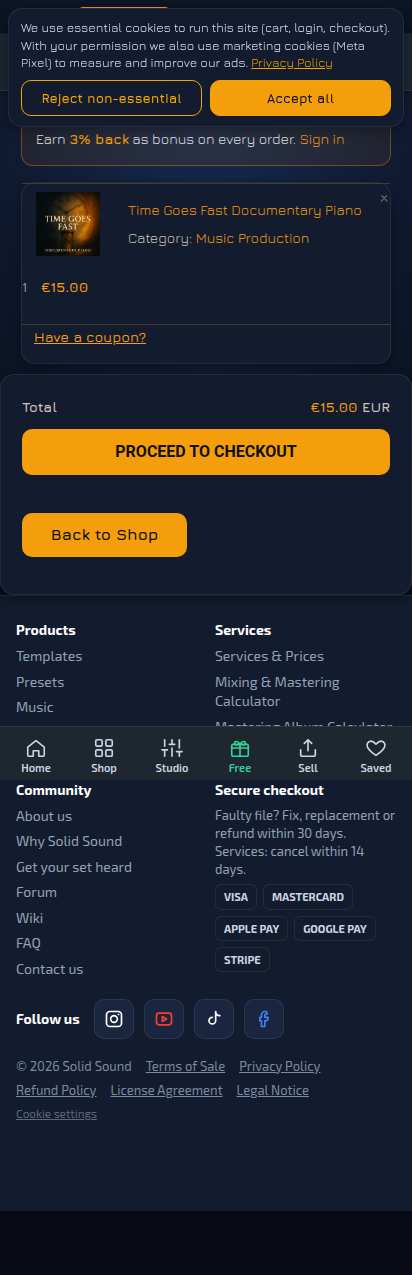 We use essential cookies to run this site (cart, login, checkout).
With your permission we also use marketing cookies (Meta
Pixel) to measure and improve our ads. Privacy Policy
Reject non-essential
Accept all
Earn 3% back as bonus on every order. Sign in
TIME GOES
FAST
Time Goes Fast Documentary Piano
×
Category: Music Production
1 €15.00
Have a coupon?
Total €15.00 EUR
PROCEED TO CHECKOUT
Back to Shop
Products
Templates
Presets
Music
Services
Services & Prices
Mixing & Mastering
Calculator
Mastering Album Calculator
Home
Shop
Studio
Free
Sell
Saved
Community
About us
Why Solid Sound
Get your set heard
Forum
Wiki
FAQ
Contact us
Secure checkout
Faulty file? Fix, replacement or
refund within 30 days.
Services: cancel within 14
days.
VISA MASTERCARD
APPLE PAY GOOGLE PAY
STRIPE
Follow us
© 2026 Solid Sound Terms of Sale Privacy Policy
Refund Policy License Agreement Legal Notice
Cookie settings